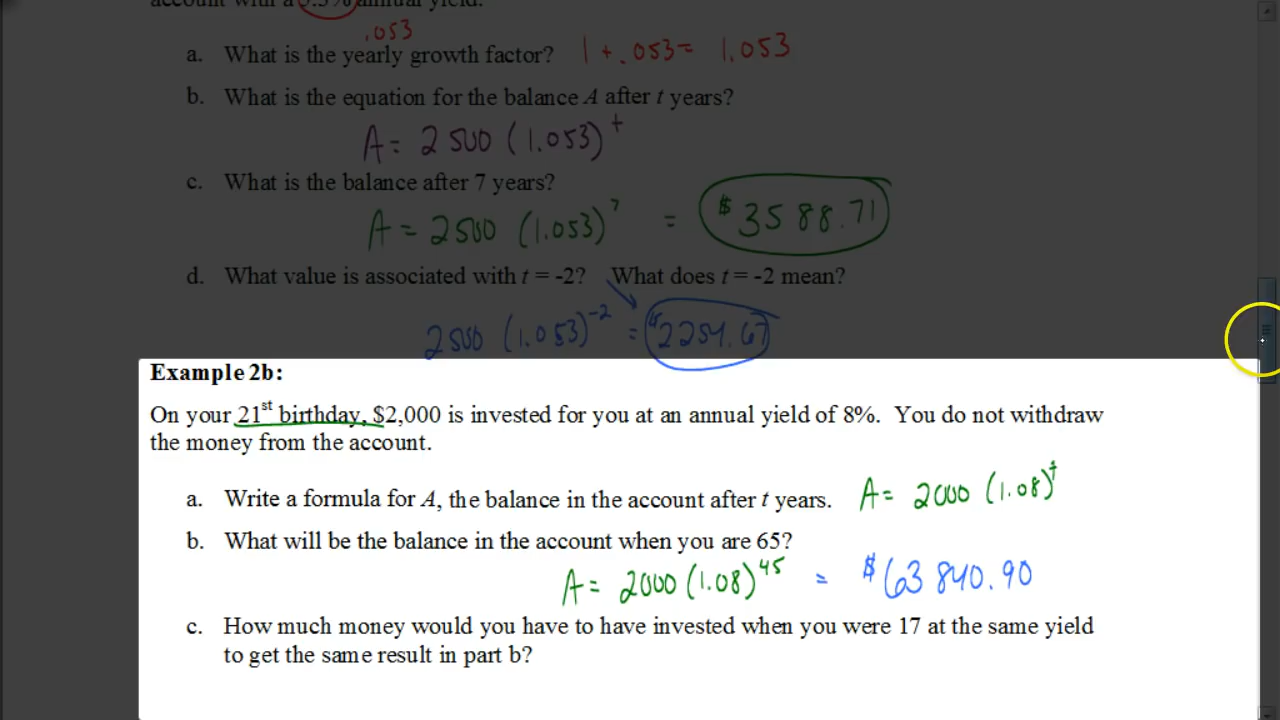 account with a 5.3% annual yield.
.053
a. What is the yearly growth factor? 1 + .053 = 1.053
b. What is the equation for the balance A after t years?
A = 2500 (1.053)^t
c. What is the balance after 7 years?
A = 2500 (1.053)^7 = $3588.71
d. What value is associated with t = -2? What does t = -2 mean?
2500 (1.053)^-2 = $2254.67
Example 2b:
On your 21st birthday, $2,000 is invested for you at an annual yield of 8%. You do not withdraw
the money from the account.
a. Write a formula for A, the balance in the account after t years. A = 2000 (1.08)^t
b. What will be the balance in the account when you are 65?
A = 2000 (1.08)^45 = $63840.90
c. How much money would you have to have invested when you were 17 at the same yield
to get the same result in part b?